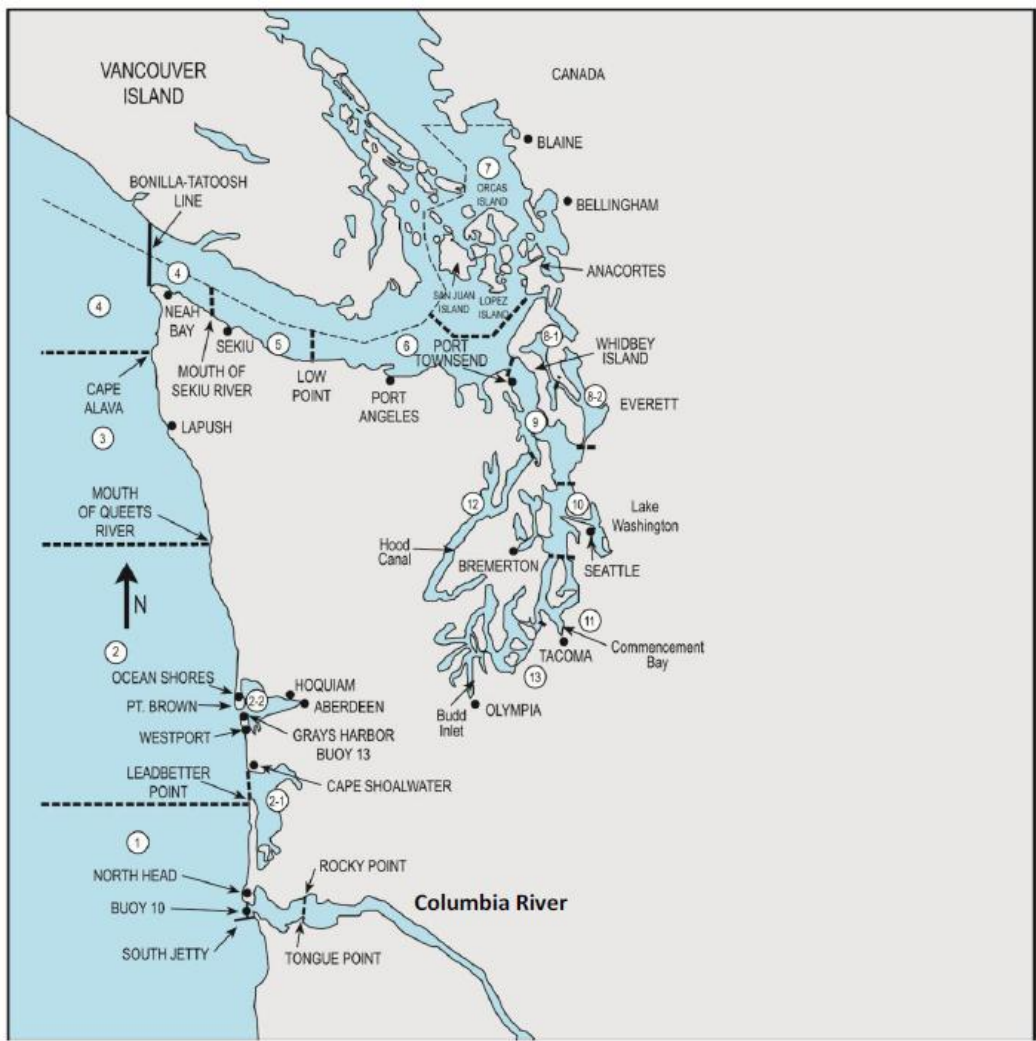 VANCOUVER
ISLAND
CANADA
BLAINE
7
ORCAS
ISLAND
BONILLA-TATOOSH
LINE
BELLINGHAM
ANACORTES
4
4
NEAH
BAY
SAN JUAN
ISLAND
LOPEZ
ISLAND
SEKIU
5
6
PORT
TOWNSEND
8-1
WHIDBEY
ISLAND
MOUTH OF
SEKIU RIVER
LOW
POINT
PORT
ANGELES
CAPE
ALAVA
8-2
EVERETT
3
LAPUSH
9
MOUTH
OF QUEETS
RIVER
12
10
Lake
Washington
Hood
Canal
BREMERTON
SEATTLE
N
11
Commencement
Bay
TACOMA
13
2
OCEAN SHORES
HOQUIAM
2-2
PT. BROWN
ABERDEEN
Budd
Inlet
OLYMPIA
WESTPORT
GRAYS HARBOR
BUOY 13
LEADBETTER
POINT
CAPE SHOALWATER
2-1
1
ROCKY POINT
NORTH HEAD
Columbia River
BUOY 10
SOUTH JETTY
TONGUE POINT